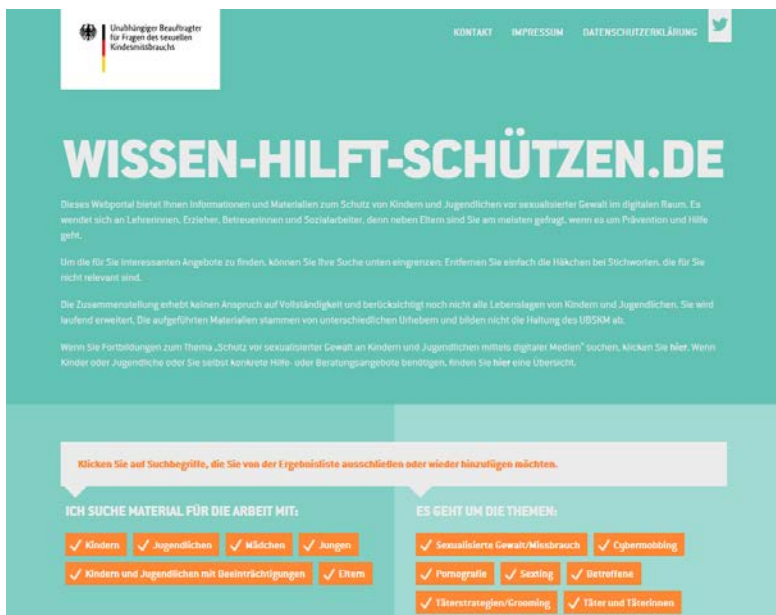 Unabhängiger Beauftragter
für Fragen des sexuellen
Kindesmissbrauchs
KONTAKT IMPRESSUM DATENSCHUTZERKLÄRUNG
WISSEN-HILFT-SCHÜTZEN.DE
Dieses Webportal bietet Ihnen Informationen und Materialien zum Schutz von Kindern und Jugendlichen vor sexualisierter Gewalt im digitalen Raum. Es
wendet sich an Lehrerinnen, Erzieher, Betreuerinnen und Sozialarbeiter, denn neben Eltern sind Sie am meisten gefragt, wenn es um Prävention und Hilfe
geht.
Um die für Sie interessanten Angebote zu finden, können Sie Ihre Suche unten eingrenzen: Entfernen Sie einfach die Häkchen bei Stichworten, die für Sie
nicht relevant sind.
Die Zusammenstellung erhebt keinen Anspruch auf Vollständigkeit und berücksichtigt noch nicht alle Lebenslagen von Kindern und Jugendlichen. Sie wird
laufend erweitert. Die aufgeführten Materialien stammen von unterschiedlichen Urhebern und bilden nicht die Haltung des UBSKM ab.
Wenn Sie Fortbildungen zum Thema „Schutz vor sexualisierter Gewalt an Kindern und Jugendlichen mittels digitaler Medien" suchen, klicken Sie hier. Wenn
Kinder oder Jugendliche oder Sie selbst konkrete Hilfe- oder Beratungsangebote benötigen, finden Sie hier eine Übersicht.
Klicken Sie auf Suchbegriffe, die Sie von der Ergebnisliste ausschließen oder wieder hinzufügen möchten.
ICH SUCHE MATERIAL FÜR DIE ARBEIT MIT:
✓ Kindern ✓ Jugendlichen ✓ Mädchen ✓ Jungen
✓ Kindern und Jugendlichen mit Beeinträchtigungen ✓ Eltern
ES GEHT UM DIE THEMEN:
✓ Sexualisierte Gewalt/Missbrauch ✓ Cybermobbing
✓ Pornografie ✓ Sexting ✓ Betroffene
✓ Täterstrategien/Grooming ✓ Täter und Täterinnen